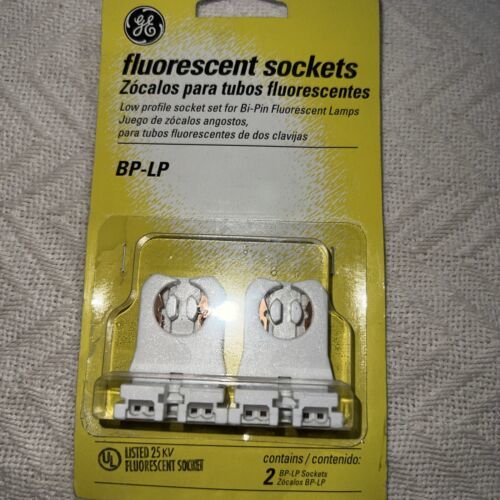 GE
fluorescent sockets
Zócalos para tubos fluorescentes
Low profile socket set for Bi-Pin Fluorescent Lamps
Juego de zócalos angostos,
para tubos fluorescentes de dos clavijas
BP-LP
UL LISTED 25 KV
FLUORESCENT SOCKET
contains / contenido:
2 BP-LP Sockets
Zócalos BP-LP